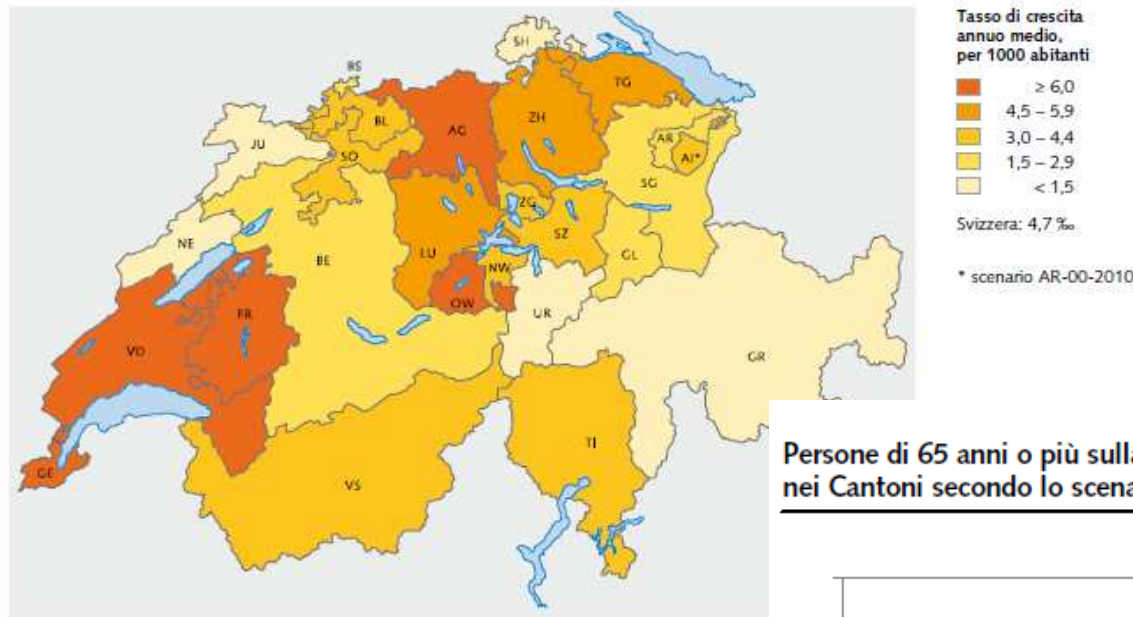 SH
BS
TG
BL
AG
ZH
JU
SO
AR
AI*
SG
ZG
NE
SZ
BE
LU
GL
NW
OW
UR
FR
VD
GR
TI
GE
VS
Tasso di crescita
annuo medio,
per 1000 abitanti
≥ 6,0
4,5 – 5,9
3,0 – 4,4
1,5 – 2,9
< 1,5
Svizzera: 4,7 ‰
* scenario AR-00-2010
Persone di 65 anni o più sulla
nei Cantoni secondo lo scena